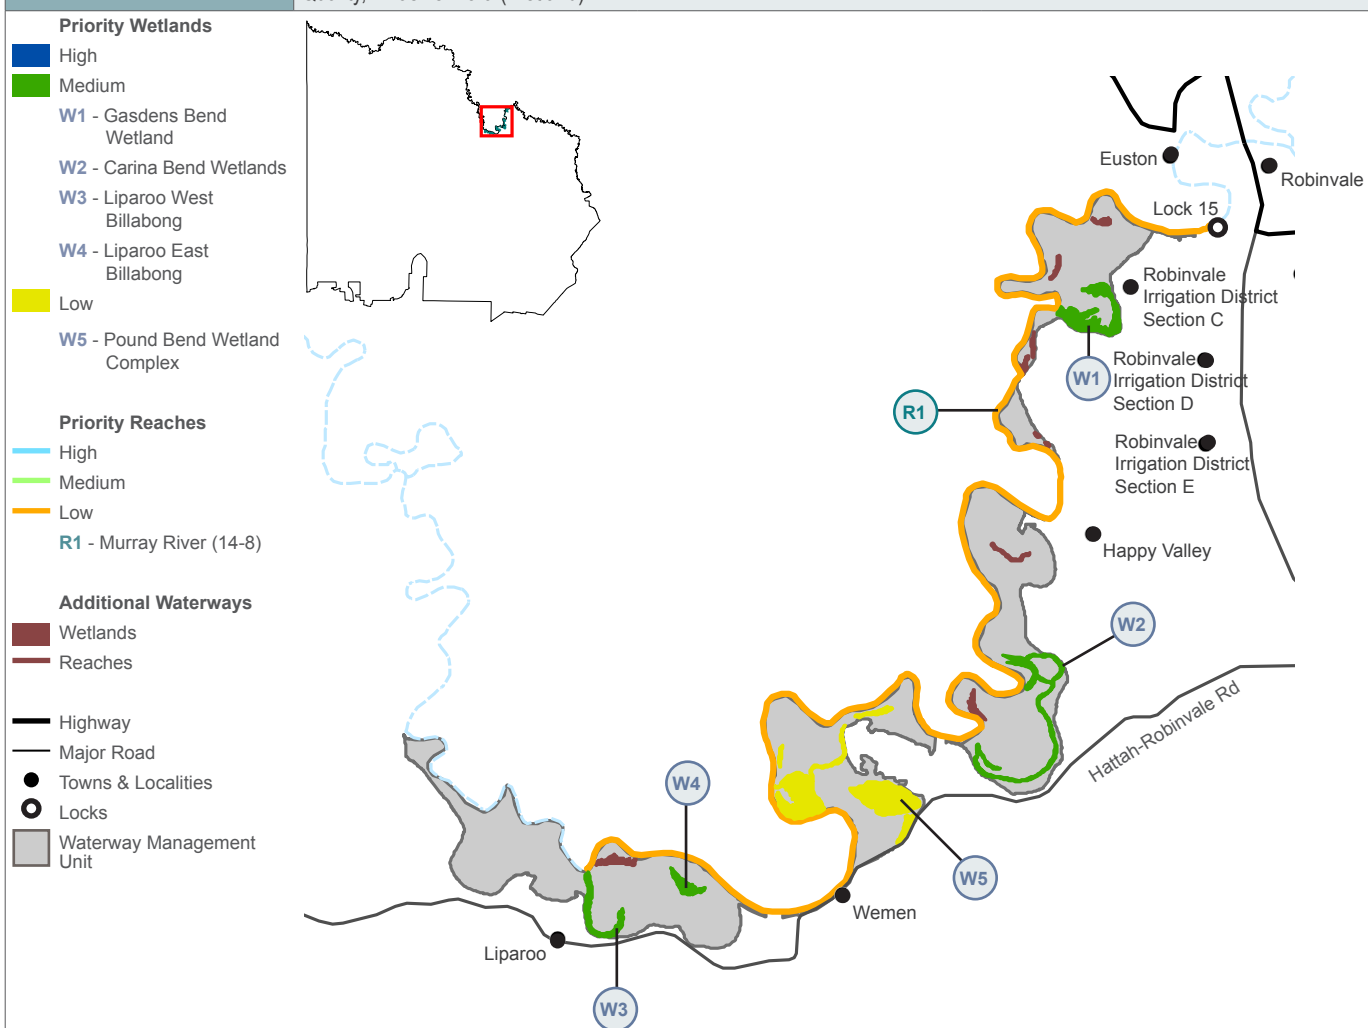 Priority Wetlands
High
Medium
W1 - Gasdens Bend
Wetland
W2 - Carina Bend Wetlands
W3 - Liparoo West
Billabong
W4 - Liparoo East
Billabong
Low
W5 - Pound Bend Wetland
Complex
Priority Reaches
High
Medium
Low
R1 - Murray River (14-8)
Additional Waterways
Wetlands
Reaches
Highway
Major Road
Towns & Localities
Locks
Waterway Management
Unit
Euston
Robinvale
Lock 15
Robinvale
Irrigation District
Section C
W1
Robinvale
Irrigation District
Section D
R1
Robinvale
Irrigation District
Section E
Happy Valley
W2
Hattah-Robinvale Rd
W4
W5
Wemen
Liparoo
W3